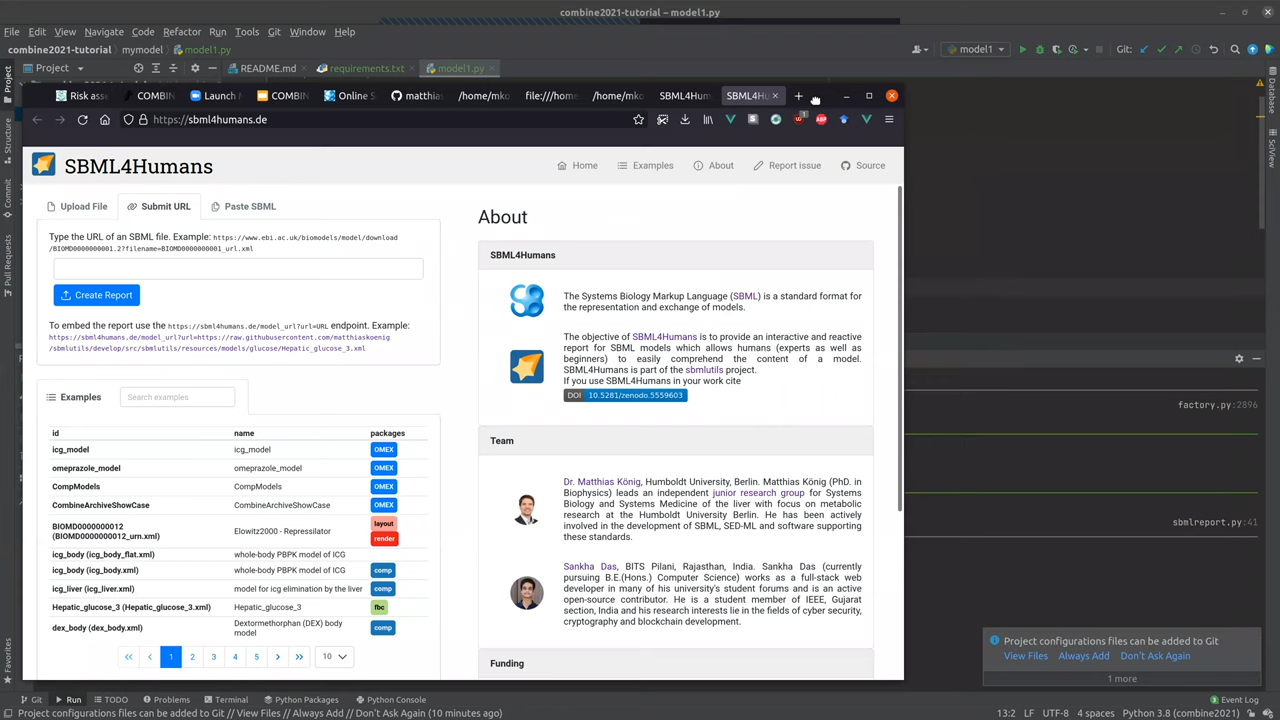 combine2021-tutorial – model1.py
File Edit View Navigate Code Refactor Run Tools Git Window Help
combine2021-tutorial mymodel model1.py
model1
Git:
Project
README.md
requirements.txt
model1.py
Project
Structure
Commit
Pull Requests
Favorites
Database
SciView
Risk ass
COMBIN
Launch
COMBIN
Online S
matthia
/home/mko
file:///home
/home/mko
SBML4Hum
SBML4Hu
https://sbml4humans.de
SBML4Humans
Home
Examples
About
Report issue
Source
Upload File
Submit URL
Paste SBML
Type the URL of an SBML file. Example: https://www.ebi.ac.uk/biomodels/model/download
/BIOMD0000000001.2?filename=BIOMD0000000001_url.xml
Create Report
To embed the report use the https://sbml4humans.de/model_url?url=URL endpoint. Example:
https://sbml4humans.de/model_url?url=https://raw.githubusercontent.com/matthiaskoenig
/sbmlutils/develop/src/sbmlutils/resources/models/glucose/Hepatic_glucose_3.xml
Examples
Search examples
id name packages
icg_model icg_model OMEX
omeprazole_model omeprazole_model OMEX
CompModels CompModels OMEX
CombineArchiveShowCase CombineArchiveShowCase OMEX
BIOMD0000000012
(BIOMD0000000012_urn.xml)
Elowitz2000 - Repressilator
layout
render
icg_body (icg_body_flat.xml) whole-body PBPK model of ICG
icg_body (icg_body.xml) whole-body PBPK model of ICG comp
icg_liver (icg_liver.xml) model for icg elimination by the liver comp
Hepatic_glucose_3 (Hepatic_glucose_3.xml) Hepatic_glucose_3 fbc
dex_body (dex_body.xml)
Dextormethorphan (DEX) body
model
comp
1 2 3 4 5 10
About
SBML4Humans
The Systems Biology Markup Language (SBML) is a standard format for
the representation and exchange of models.
The objective of SBML4Humans is to provide an interactive and reactive
report for SBML models which allows humans (experts as well as
beginners) to easily comprehend the content of a model.
SBML4Humans is part of the sbmlutils project.
If you use SBML4Humans in your work cite
DOI 10.5281/zenodo.5559603
Team
Dr. Matthias König, Humboldt University, Berlin. Matthias König (PhD. in
Biophysics) leads an independent junior research group for Systems
Biology and Systems Medicine of the liver with focus on metabolic
research at the Humboldt University Berlin. He has been actively
involved in the development of SBML, SED-ML and software supporting
these standards.
Sankha Das, BITS Pilani, Rajasthan, India. Sankha Das (currently
pursuing B.E.(Hons.) Computer Science) works as a full-stack web
developer in many of his university's student forums and is an active
open-source contributor. He is a student member of IEEE, Gujarat
section, India and his research interests lie in the fields of cyber security,
cryptography and blockchain development.
Funding
factory.py:2896
sbmlreport.py:41
Project configurations files can be added to Git
View Files Always Add Don't Ask Again
1 more
Git Run TODO Problems Terminal Python Packages Python Console
Event Log
Project configurations files can be added to Git // View Files // Always Add // Don't Ask Again (10 minutes ago)
13:2 LF UTF-8 4 spaces Python 3.8 (combine2021)